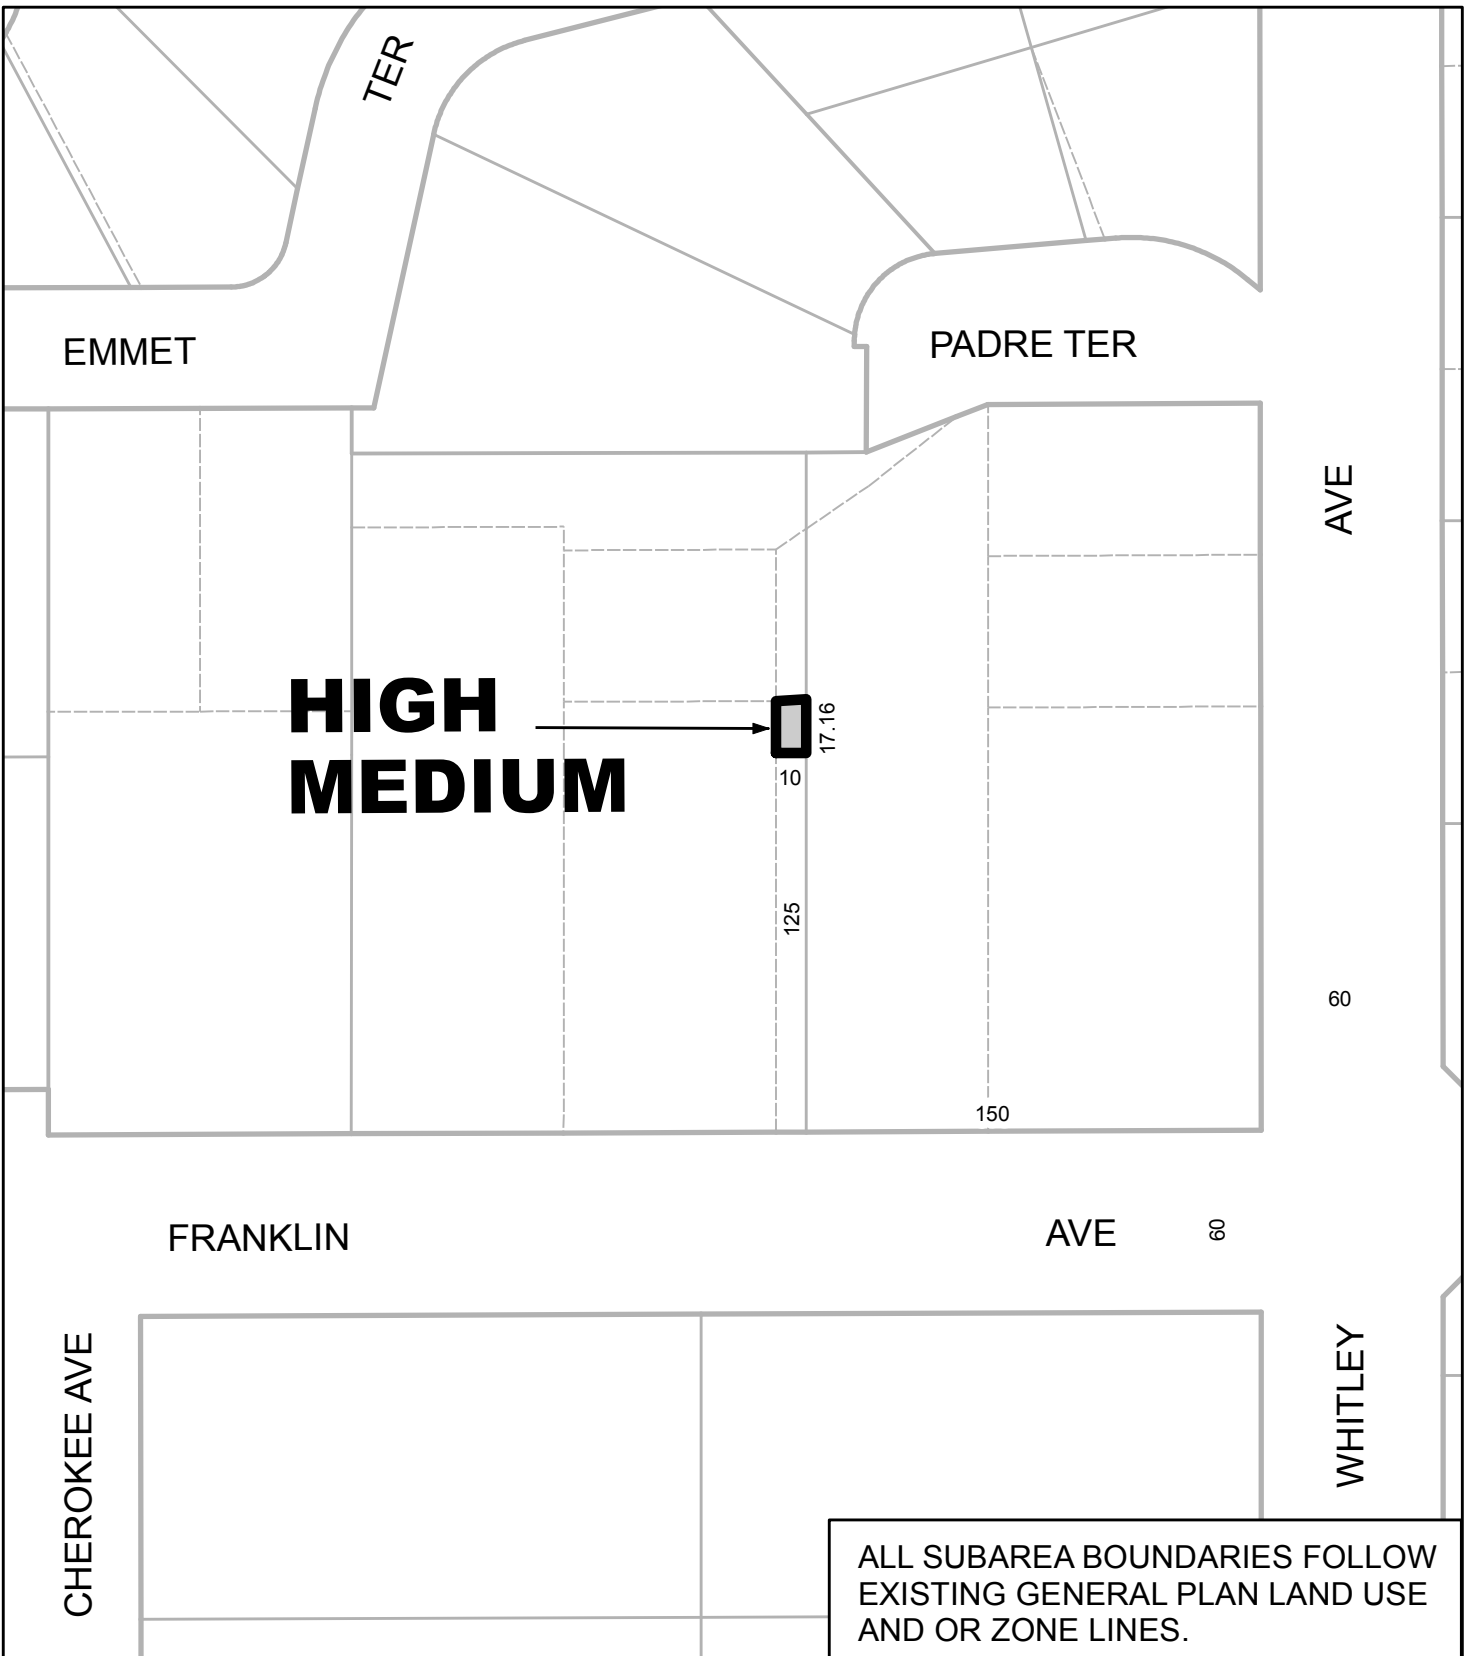 TER
EMMET
PADRE TER
AVE
HIGH
MEDIUM
17.16
10
125
60
150
FRANKLIN
AVE
60
CHEROKEE AVE
WHITLEY
ALL SUBAREA BOUNDARIES FOLLOW
EXISTING GENERAL PLAN LAND USE
AND OR ZONE LINES.